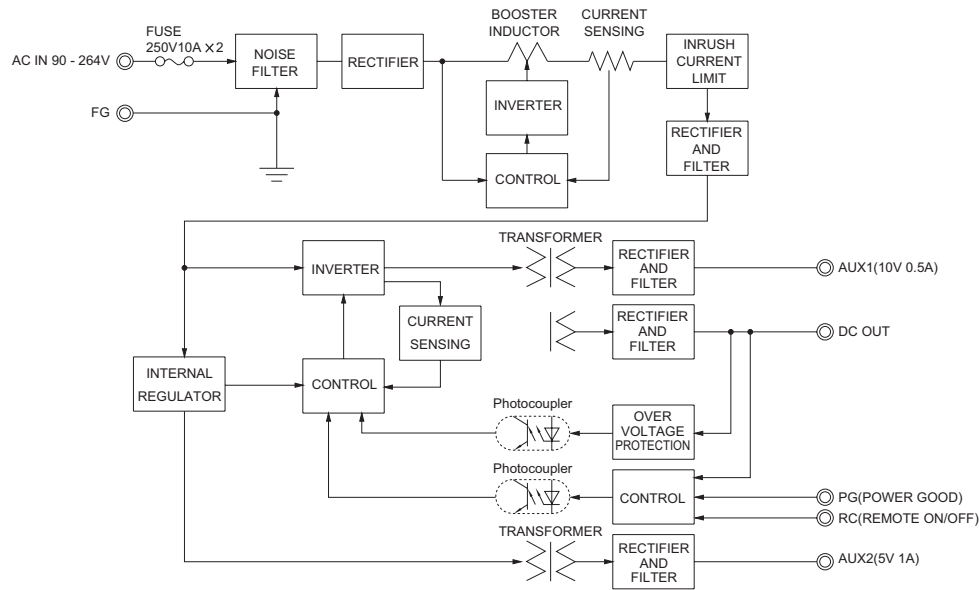 BOOSTER
INDUCTOR
CURRENT
SENSING
FUSE
250V10A ×2
AC IN 90 - 264V
NOISE
FILTER
RECTIFIER
INRUSH
CURRENT
LIMIT
INVERTER
FG
RECTIFIER
AND
FILTER
CONTROL
TRANSFORMER
INVERTER
RECTIFIER
AND
FILTER
AUX1(10V 0.5A)
CURRENT
SENSING
RECTIFIER
AND
FILTER
DC OUT
INTERNAL
REGULATOR
CONTROL
Photocoupler
OVER
VOLTAGE
PROTECTION
Photocoupler
CONTROL
PG(POWER GOOD)
RC(REMOTE ON/OFF)
TRANSFORMER
RECTIFIER
AND
FILTER
AUX2(5V 1A)